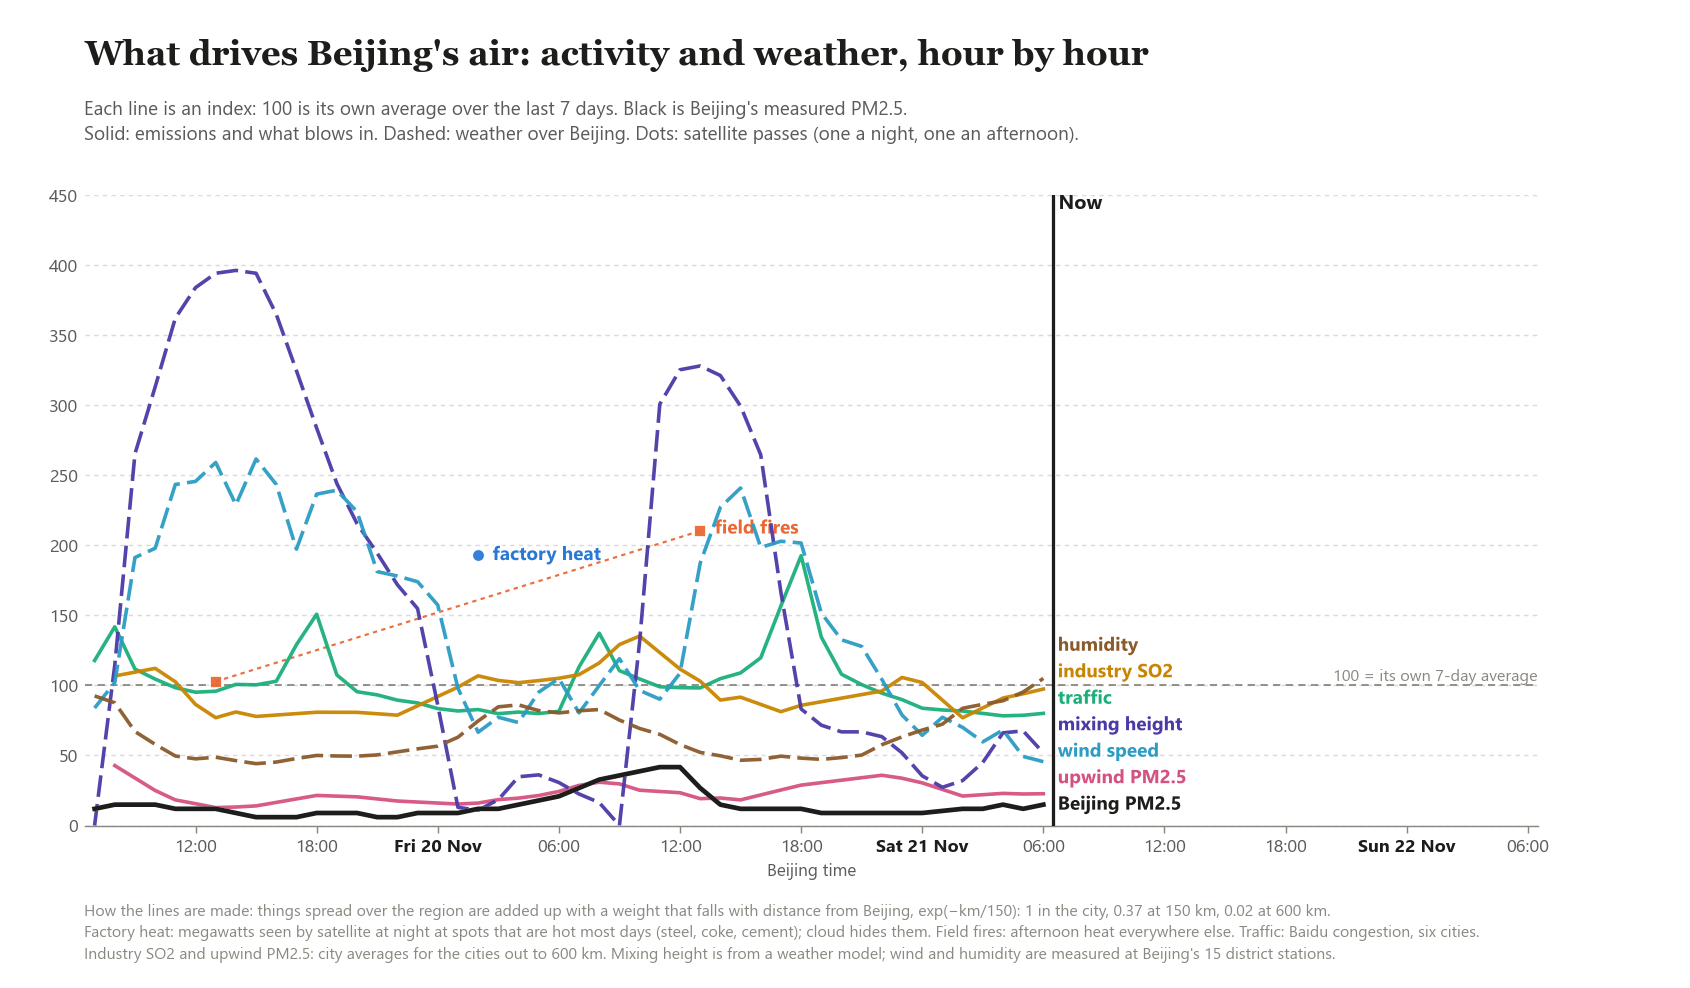 What drives Beijing's air: activity and weather, hour by hour
Each line is an index: 100 is its own average over the last 7 days. Black is Beijing's measured PM2.5.
Solid: emissions and what blows in. Dashed: weather over Beijing. Dots: satellite passes (one a night, one an afternoon).
450
400
350
300
250
200
150
100
50
0
Now
field fires
factory heat
humidity
industry SO2
100 = its own 7-day average
traffic
mixing height
wind speed
upwind PM2.5
Beijing PM2.5
12:00
18:00
Fri 20 Nov
06:00
12:00
18:00
Sat 21 Nov
06:00
12:00
18:00
Sun 22 Nov
06:00
Beijing time
How the lines are made: things spread over the region are added up with a weight that falls with distance from Beijing, exp(−km/150): 1 in the city, 0.37 at 150 km, 0.02 at 600 km.
Factory heat: megawatts seen by satellite at night at spots that are hot most days (steel, coke, cement); cloud hides them. Field fires: afternoon heat everywhere else. Traffic: Baidu congestion, six cities.
Industry SO2 and upwind PM2.5: city averages for the cities out to 600 km. Mixing height is from a weather model; wind and humidity are measured at Beijing's 15 district stations.